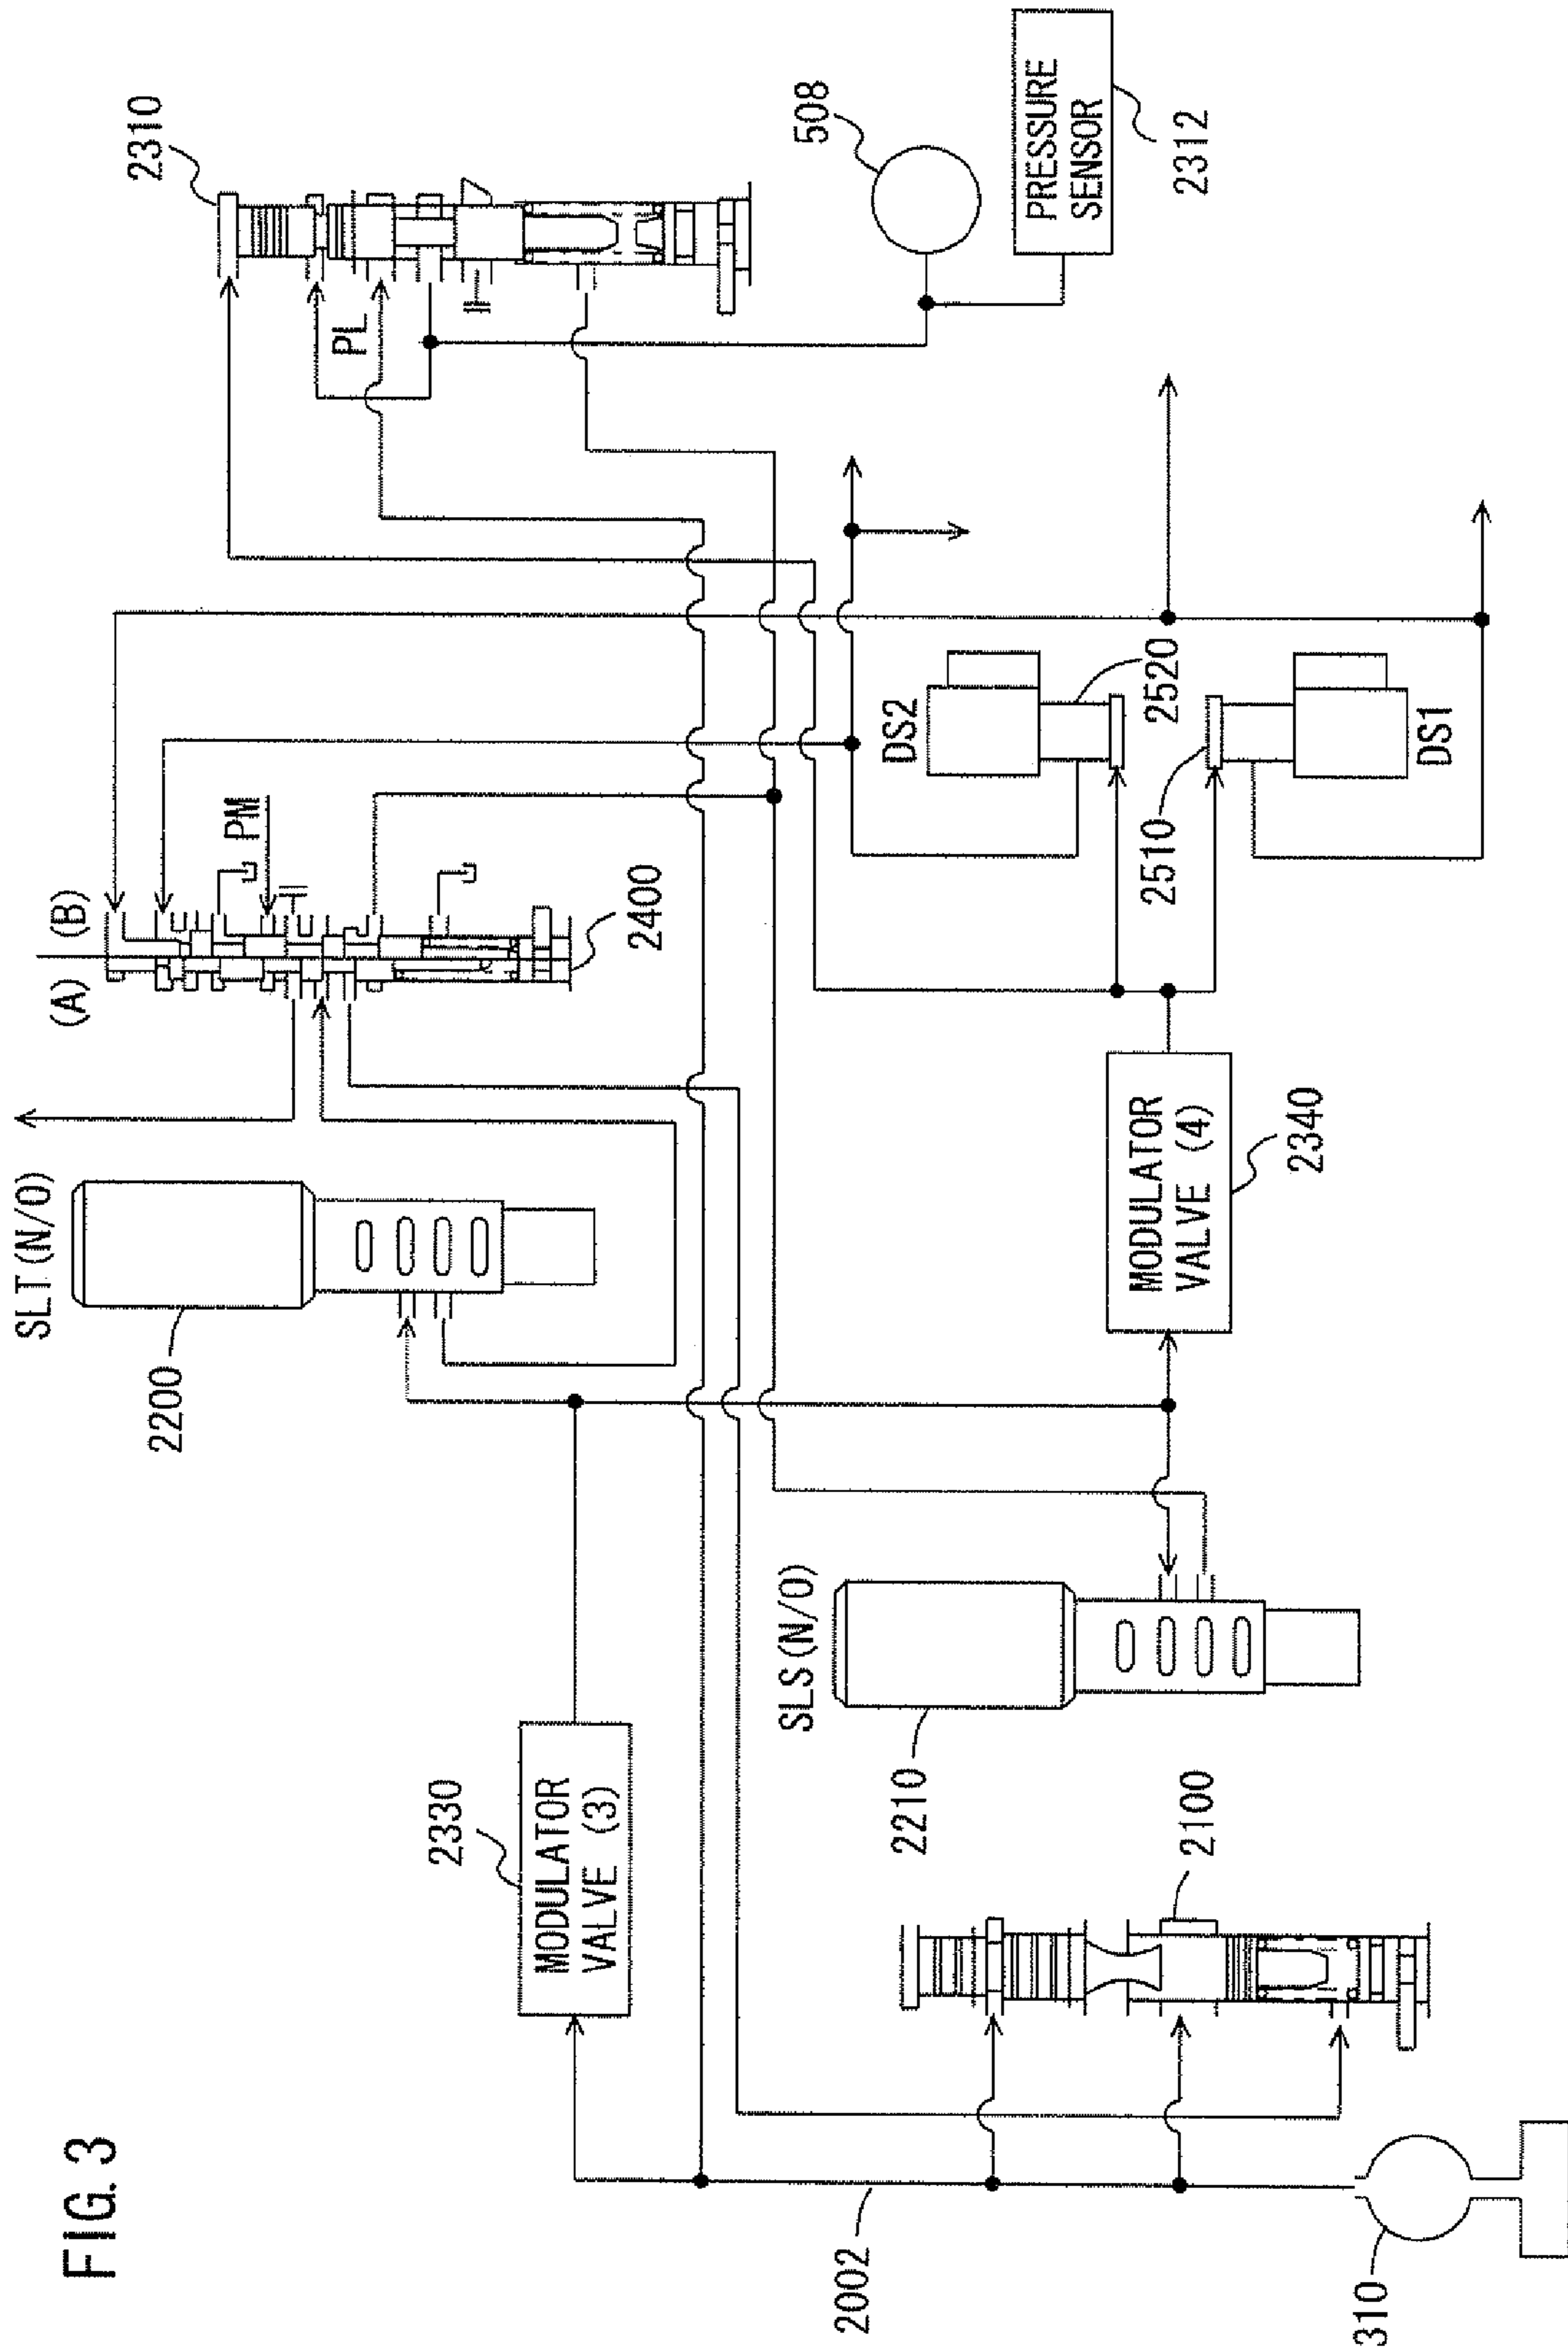 FIG. 3
2310
508
PRESSURE
SENSOR
2312
PL
(A)
(B)
PM
2400
SLT(N/O)
2200
DS2
2520
2510
DS1
MODULATOR
VALVE (4)
2340
2330
MODULATOR
VALVE (3)
SLS(N/O)
2210
2100
2002
310